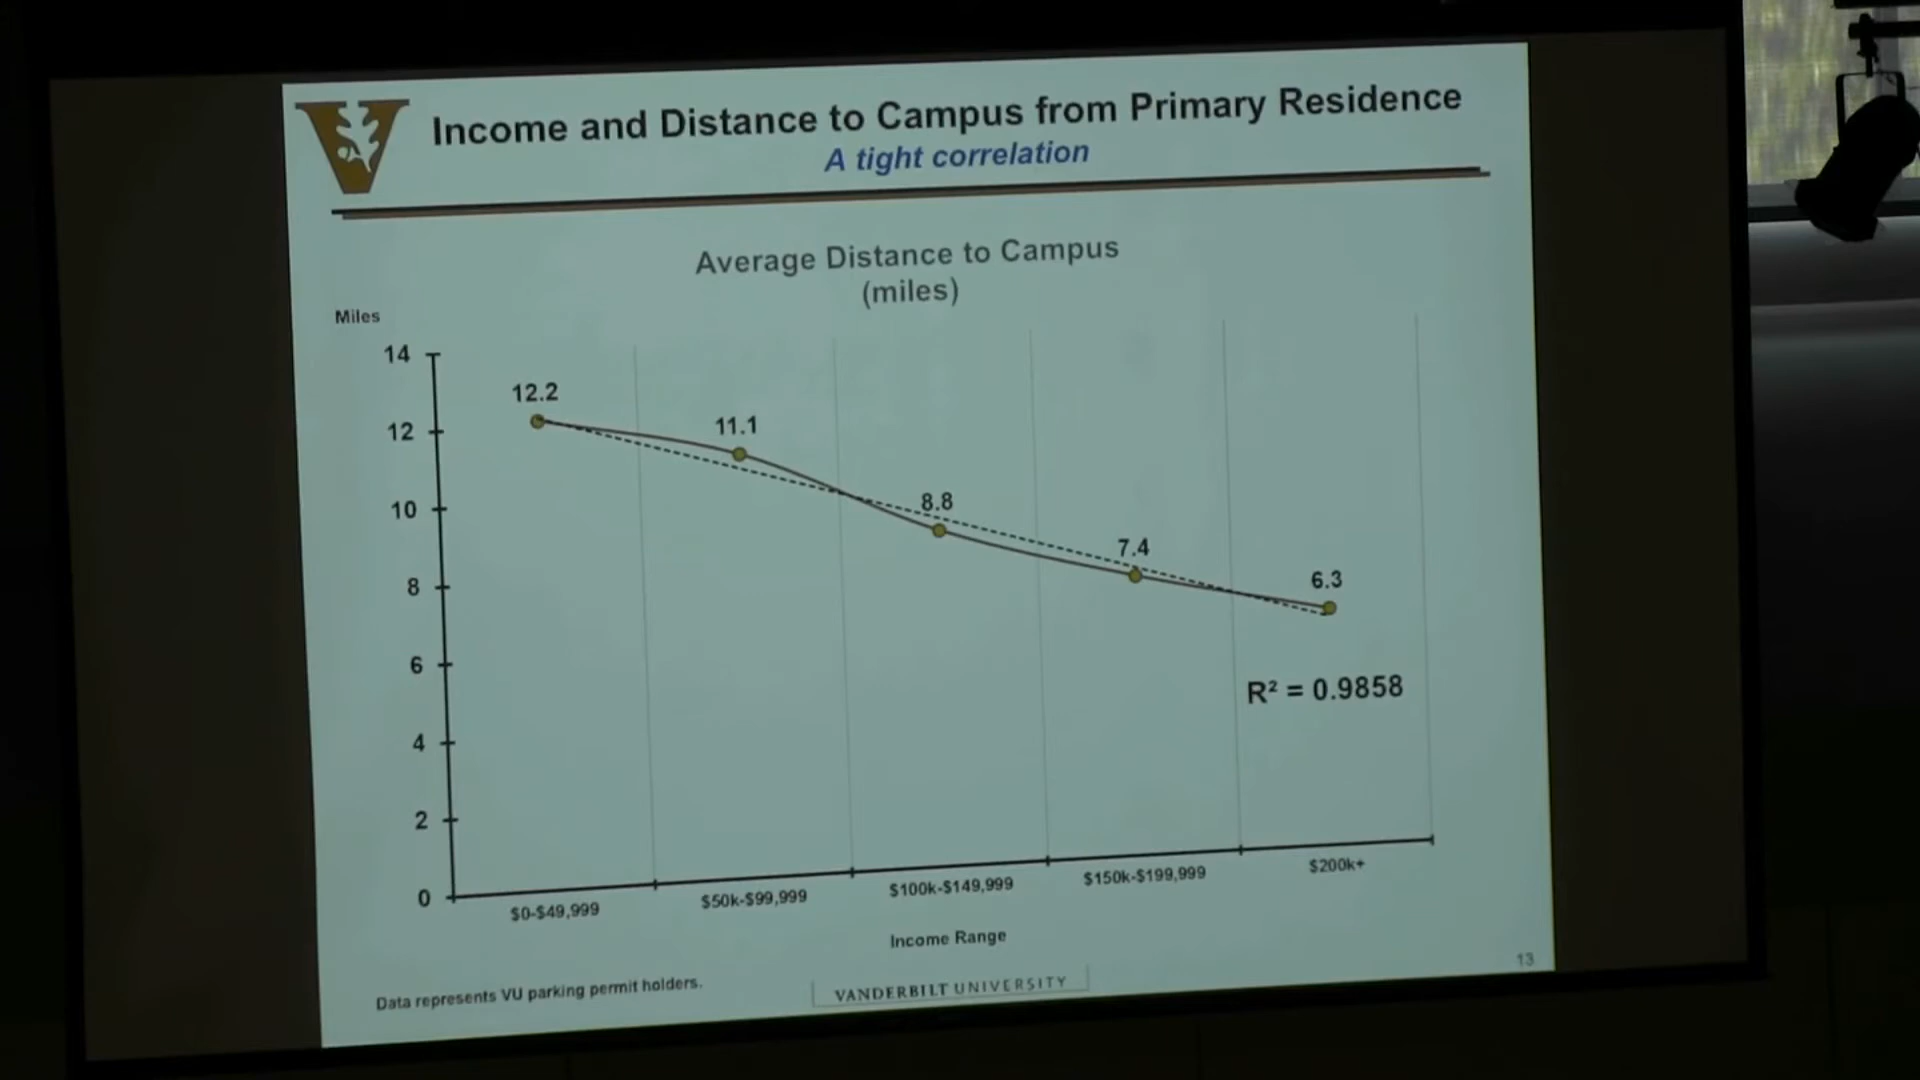 Income and Distance to Campus from Primary Residence
A tight correlation
Average Distance to Campus
(miles)
Miles
14
12
10
8
6
4
2
0
12.2
11.1
8.8
7.4
6.3
R² = 0.9858
$0-$49,999
$50k-$99,999
$100k-$149,999
$150k-$199,999
$200k+
Income Range
Data represents VU parking permit holders.
VANDERBILT UNIVERSITY
13